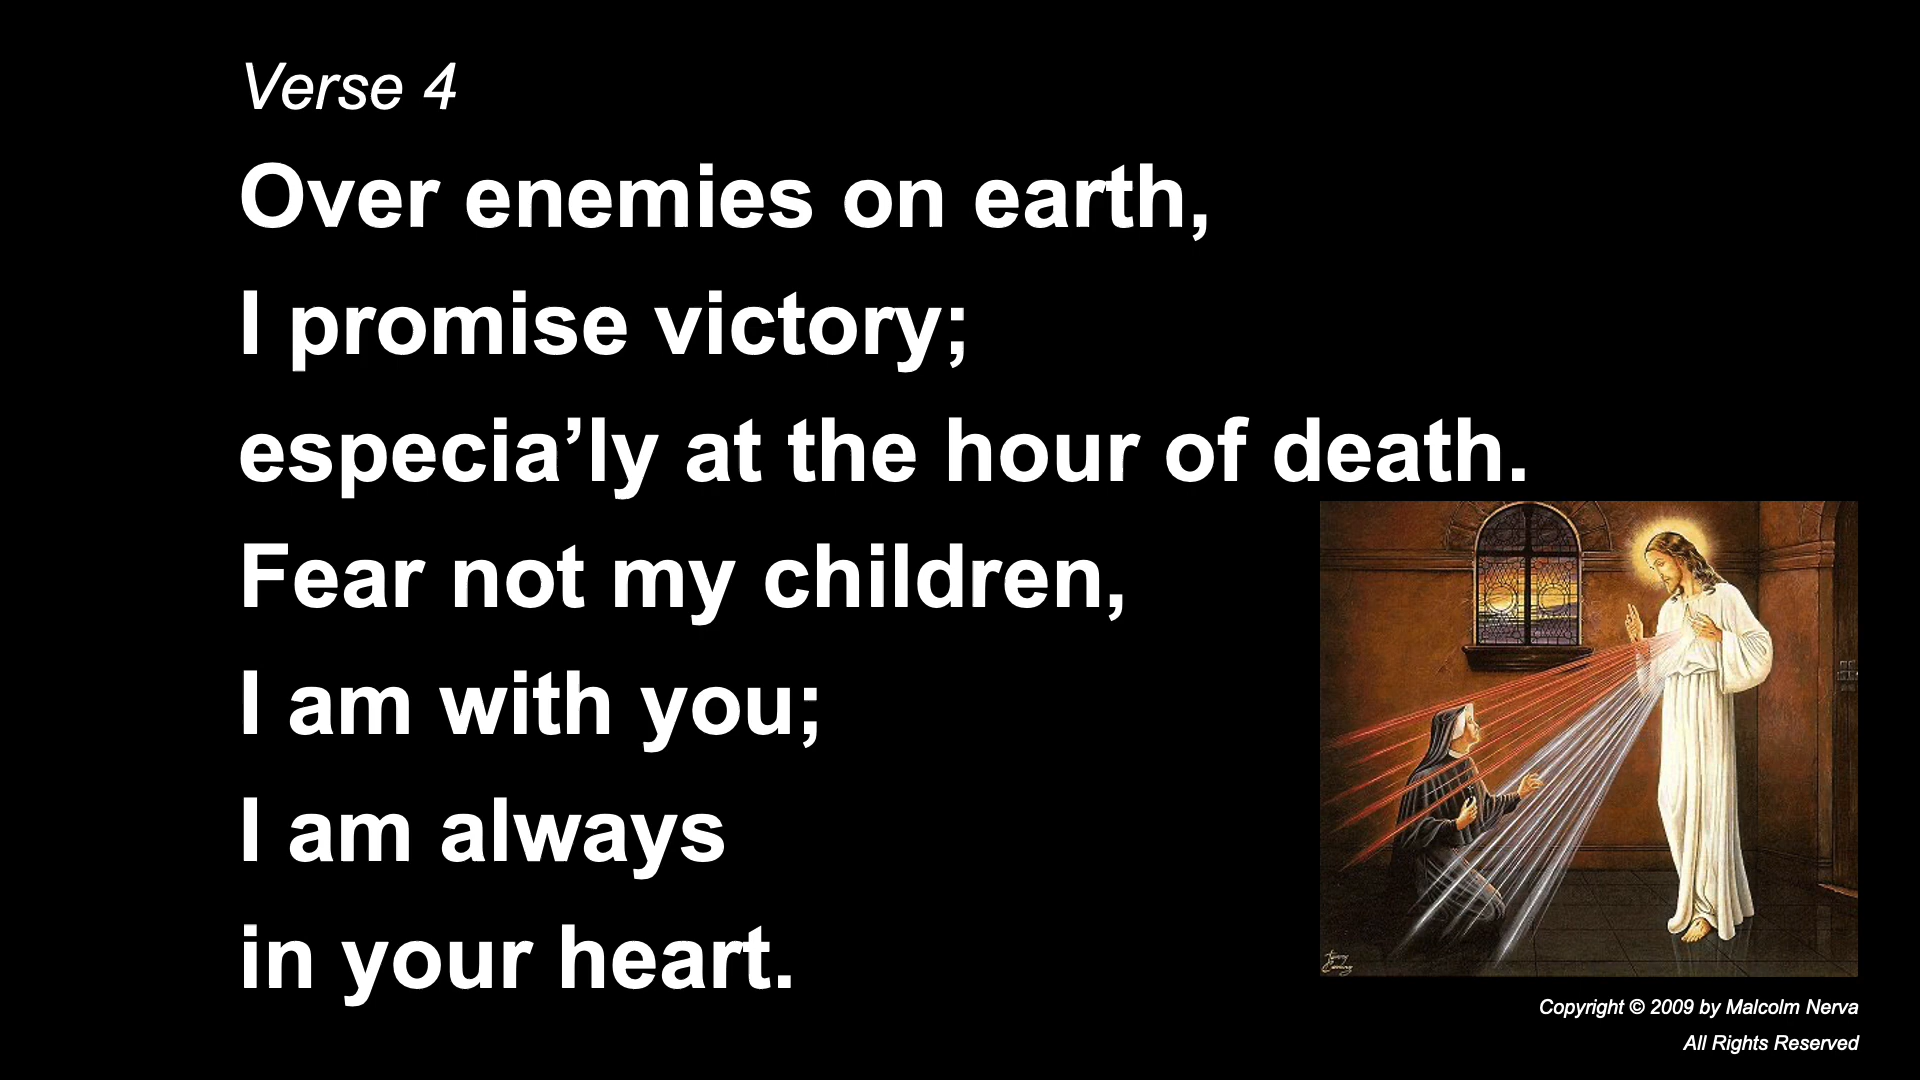 Verse 4
Over enemies on earth,
I promise victory;
especia’ly at the hour of death.
Fear not my children,
I am with you;
I am always
in your heart.
Copyright © 2009 by Malcolm Nerva
All Rights Reserved